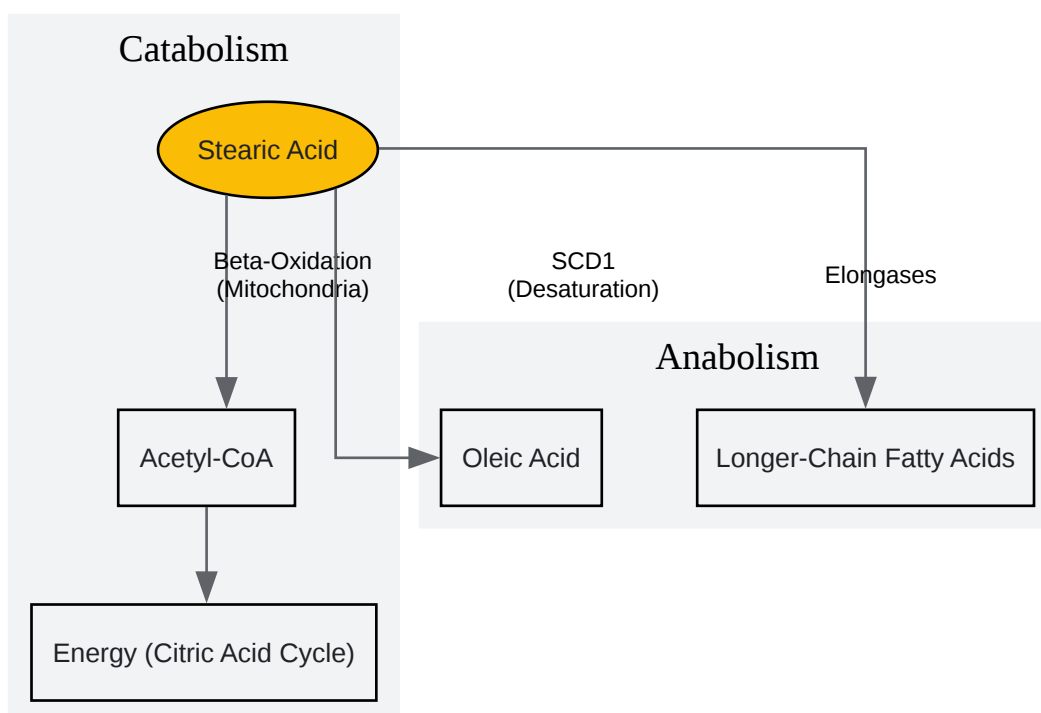 Catabolism
Stearic Acid
Beta-Oxidation
(Mitochondria)
SCD1
(Desaturation)
Elongases
Anabolism
Acetyl-CoA
Oleic Acid
Longer-Chain Fatty Acids
Energy (Citric Acid Cycle)